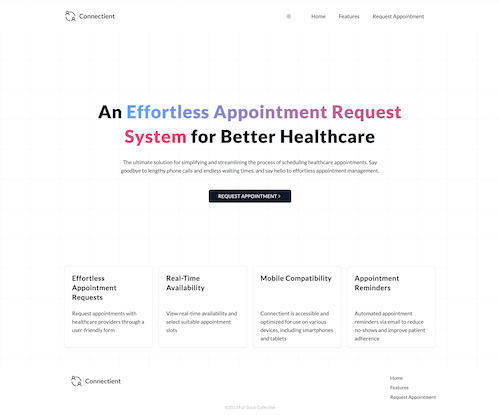 Connectient
Home
Features
Request Appointment
An Effortless Appointment Request
System for Better Healthcare
The ultimate solution for simplifying and streamlining the process of scheduling healthcare appointments. Say
goodbye to lengthy phone calls and endless waiting times, and say hello to effortless appointment management.
REQUEST APPOINTMENT
Effortless
Appointment
Requests
Request appointments with
healthcare providers through a
user-friendly form
Real-Time
Availability
View real-time availability and
select suitable appointment
slots
Mobile Compatibility
Connectient is accessible and
optimized for use on various
devices, including smartphones
and tablets
Appointment
Reminders
Automated appointment
reminders via email to reduce
no-shows and improve patient
adherence
Connectient
Home
Features
Request Appointment
©2023 Full Stack Collective